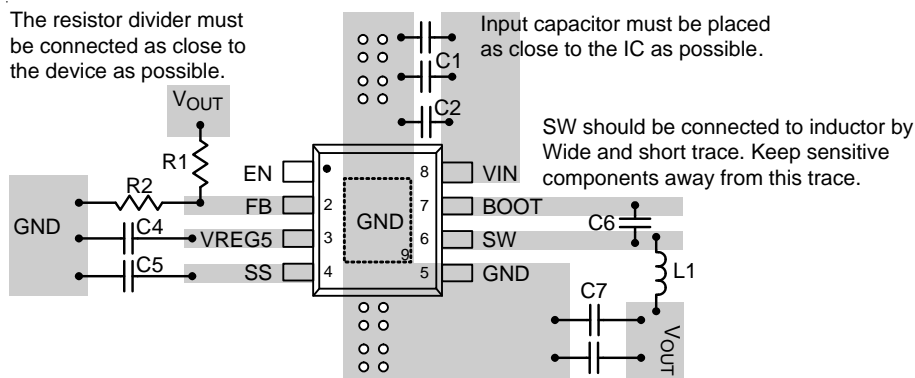 The resistor divider must
be connected as close to
the device as possible.
Input capacitor must be placed
as close to the IC as possible.
C1
C2
VOUT
SW should be connected to inductor by
Wide and short trace. Keep sensitive
components away from this trace.
R1
EN
8
VIN
R2
FB
2
7
BOOT
GND
GND
C6
C4
VREG5
3
6
SW
9
C5
SS
4
5
GND
L1
C7
VOUT